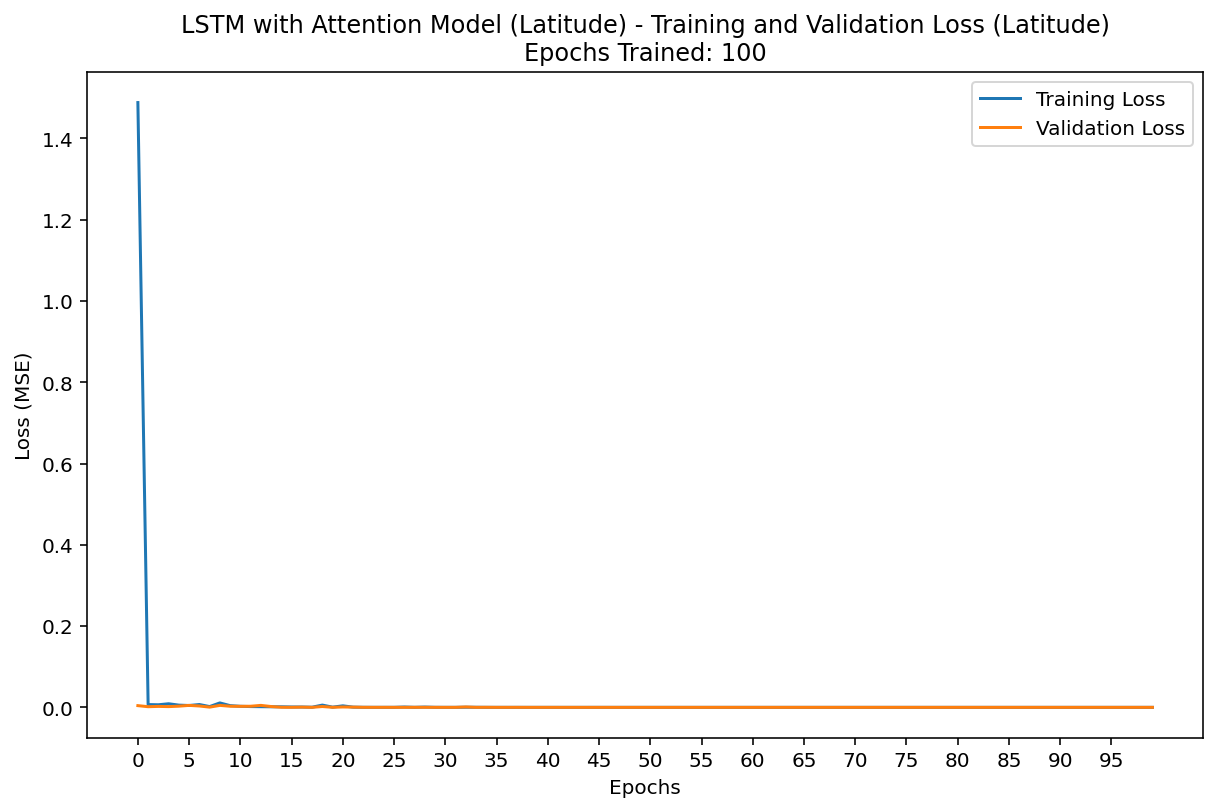 LSTM with Attention Model (Latitude) - Training and Validation Loss (Latitude)
Epochs Trained: 100
Training Loss
Validation Loss
Loss (MSE)
1.4
1.2
1.0
0.8
0.6
0.4
0.2
0.0
0 5 10 15 20 25 30 35 40 45 50 55 60 65 70 75 80 85 90 95
Epochs